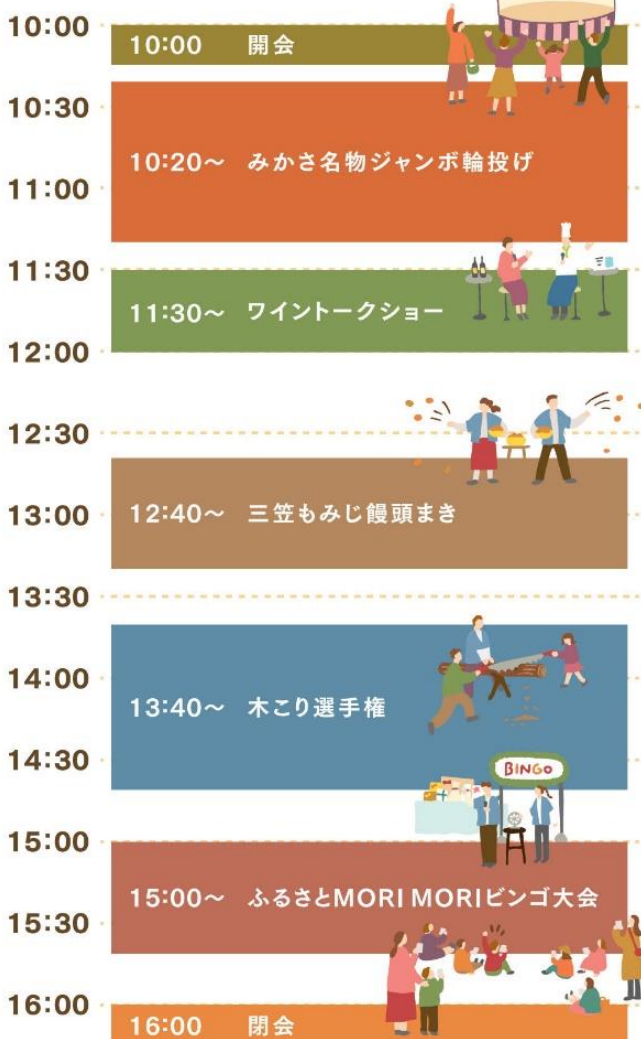 10:00
10:00 開会
10:30
10:20～ みかさ名物ジャンボ輪投げ
11:00
11:30
11:30～ ワイントークショー
12:00
12:30
13:00
12:40～ 三笠もみじ饅頭まき
13:30
14:00
13:40～ 木こり選手権
14:30
BINGO
15:00
15:00～ ふるさとMORI MORIビンゴ大会
15:30
16:00
16:00 閉会